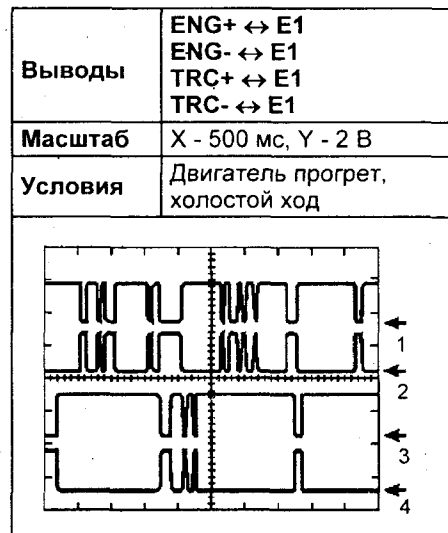 Выводы
ENG+ ↔ E1
ENG- ↔ E1
TRC+ ↔ E1
TRC- ↔ E1
Масштаб
X - 500 мс, Y - 2 В
Условия
Двигатель прогрет,
холостой ход
1
2
3
4